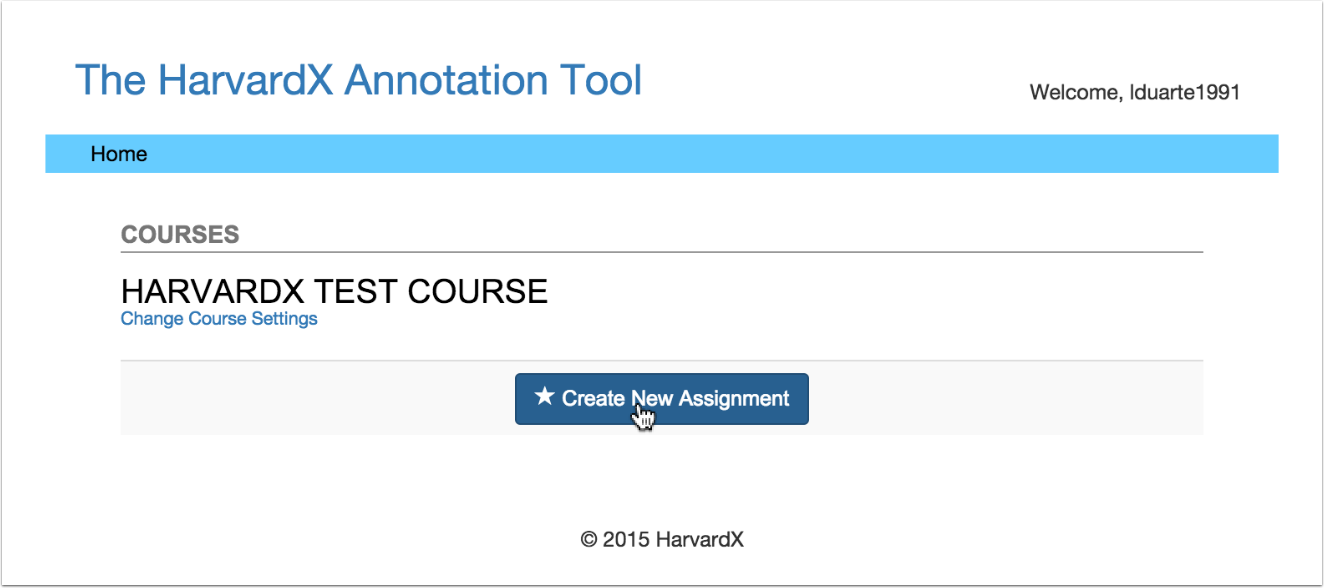 The HarvardX Annotation Tool
Welcome, lduarte1991
Home
COURSES
HARVARDX TEST COURSE
Change Course Settings
★ Create New Assignment
© 2015 HarvardX